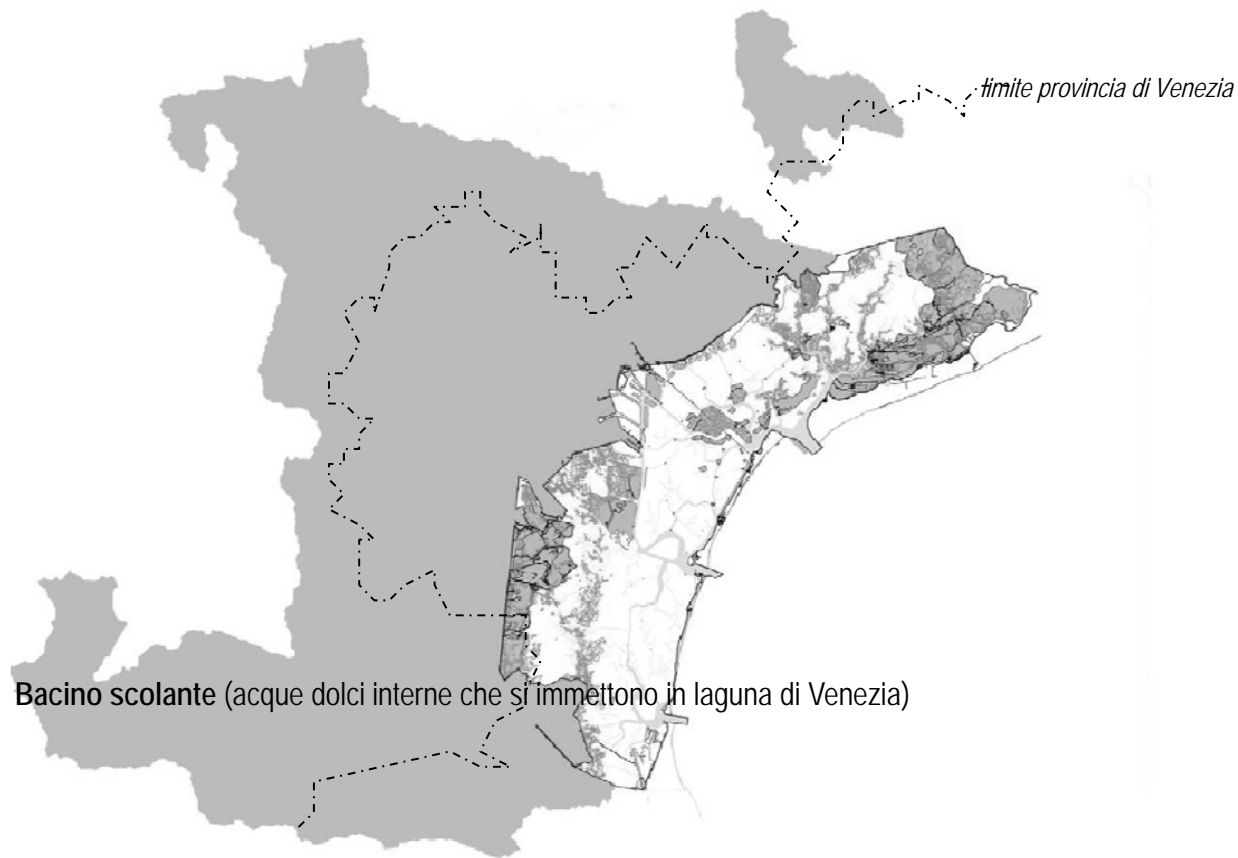 limite provincia di Venezia
Bacino scolante (acque dolci interne che si immettono in laguna di Venezia)